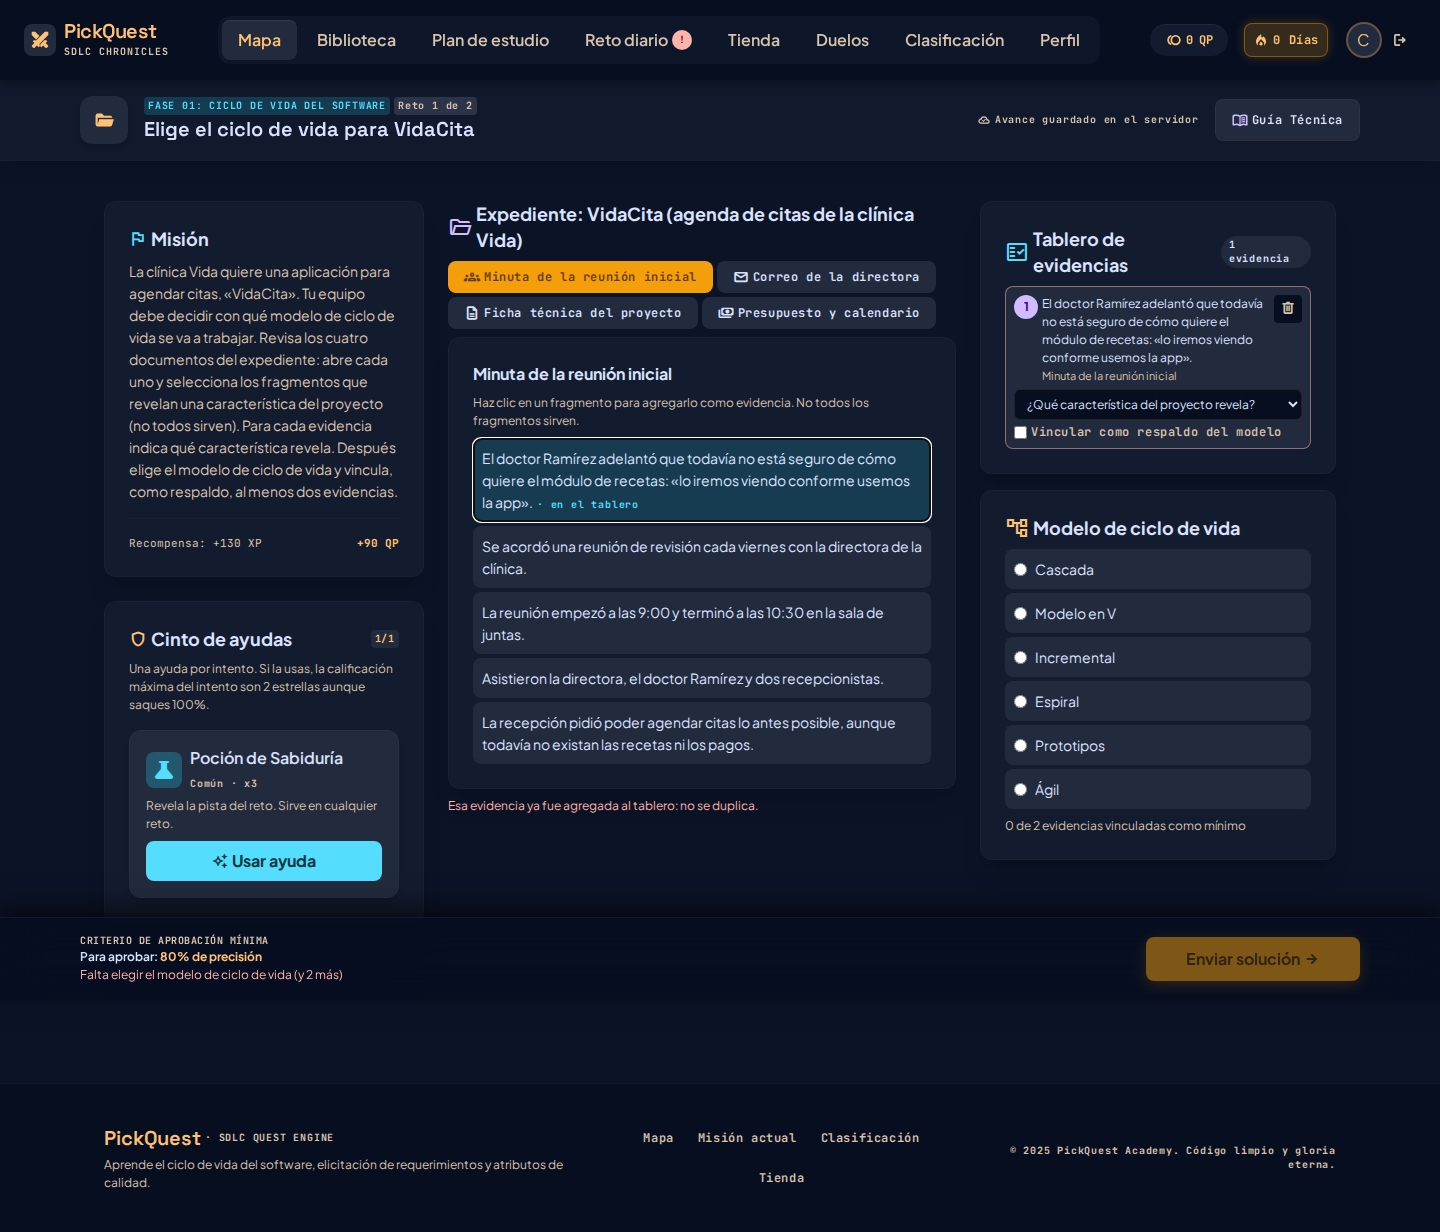 PickQuest
SDLC CHRONICLES
Mapa
Biblioteca
Plan de estudio
Reto diario !
Tienda
Duelos
Clasificación
Perfil
0 QP
0 Días
C
FASE 01: CICLO DE VIDA DEL SOFTWARE
Reto 1 de 2
Elige el ciclo de vida para VidaCita
Avance guardado en el servidor
Guía Técnica
Misión
La clínica Vida quiere una aplicación para
agendar citas, «VidaCita». Tu equipo
debe decidir con qué modelo de ciclo de
vida se va a trabajar. Revisa los cuatro
documentos del expediente: abre cada
uno y selecciona los fragmentos que
revelan una característica del proyecto
(no todos sirven). Para cada evidencia
indica qué característica revela. Después
elige el modelo de ciclo de vida y vincula,
como respaldo, al menos dos evidencias.
Recompensa: +130 XP
+90 QP
Cinto de ayudas
1/1
Una ayuda por intento. Si la usas, la calificación
máxima del intento son 2 estrellas aunque
saques 100%.
Poción de Sabiduría
Común · x3
Revela la pista del reto. Sirve en cualquier
reto.
Usar ayuda
Expediente: VidaCita (agenda de citas de la clínica
Vida)
Minuta de la reunión inicial
Correo de la directora
Ficha técnica del proyecto
Presupuesto y calendario
Minuta de la reunión inicial
Haz clic en un fragmento para agregarlo como evidencia. No todos los
fragmentos sirven.
El doctor Ramírez adelantó que todavía no está seguro de cómo
quiere el módulo de recetas: «lo iremos viendo conforme usemos
la app». · en el tablero
Se acordó una reunión de revisión cada viernes con la directora de la
clínica.
La reunión empezó a las 9:00 y terminó a las 10:30 en la sala de
juntas.
Asistieron la directora, el doctor Ramírez y dos recepcionistas.
La recepción pidió poder agendar citas lo antes posible, aunque
todavía no existan las recetas ni los pagos.
Esa evidencia ya fue agregada al tablero: no se duplica.
Tablero de
evidencias
1
evidencia
1
El doctor Ramírez adelantó que todavía
no está seguro de cómo quiere el
módulo de recetas: «lo iremos viendo
conforme usemos la app».
Minuta de la reunión inicial
¿Qué característica del proyecto revela?
Vincular como respaldo del modelo
Modelo de ciclo de vida
Cascada
Modelo en V
Incremental
Espiral
Prototipos
Ágil
0 de 2 evidencias vinculadas como mínimo
CRITERIO DE APROBACIÓN MÍNIMA
Para aprobar: 80% de precisión
Falta elegir el modelo de ciclo de vida (y 2 más)
Enviar solución →
PickQuest · SDLC QUEST ENGINE
Aprende el ciclo de vida del software, elicitación de requerimientos y atributos de
calidad.
Mapa
Misión actual
Clasificación
Tienda
© 2025 PickQuest Academy. Código limpio y gloria
eterna.